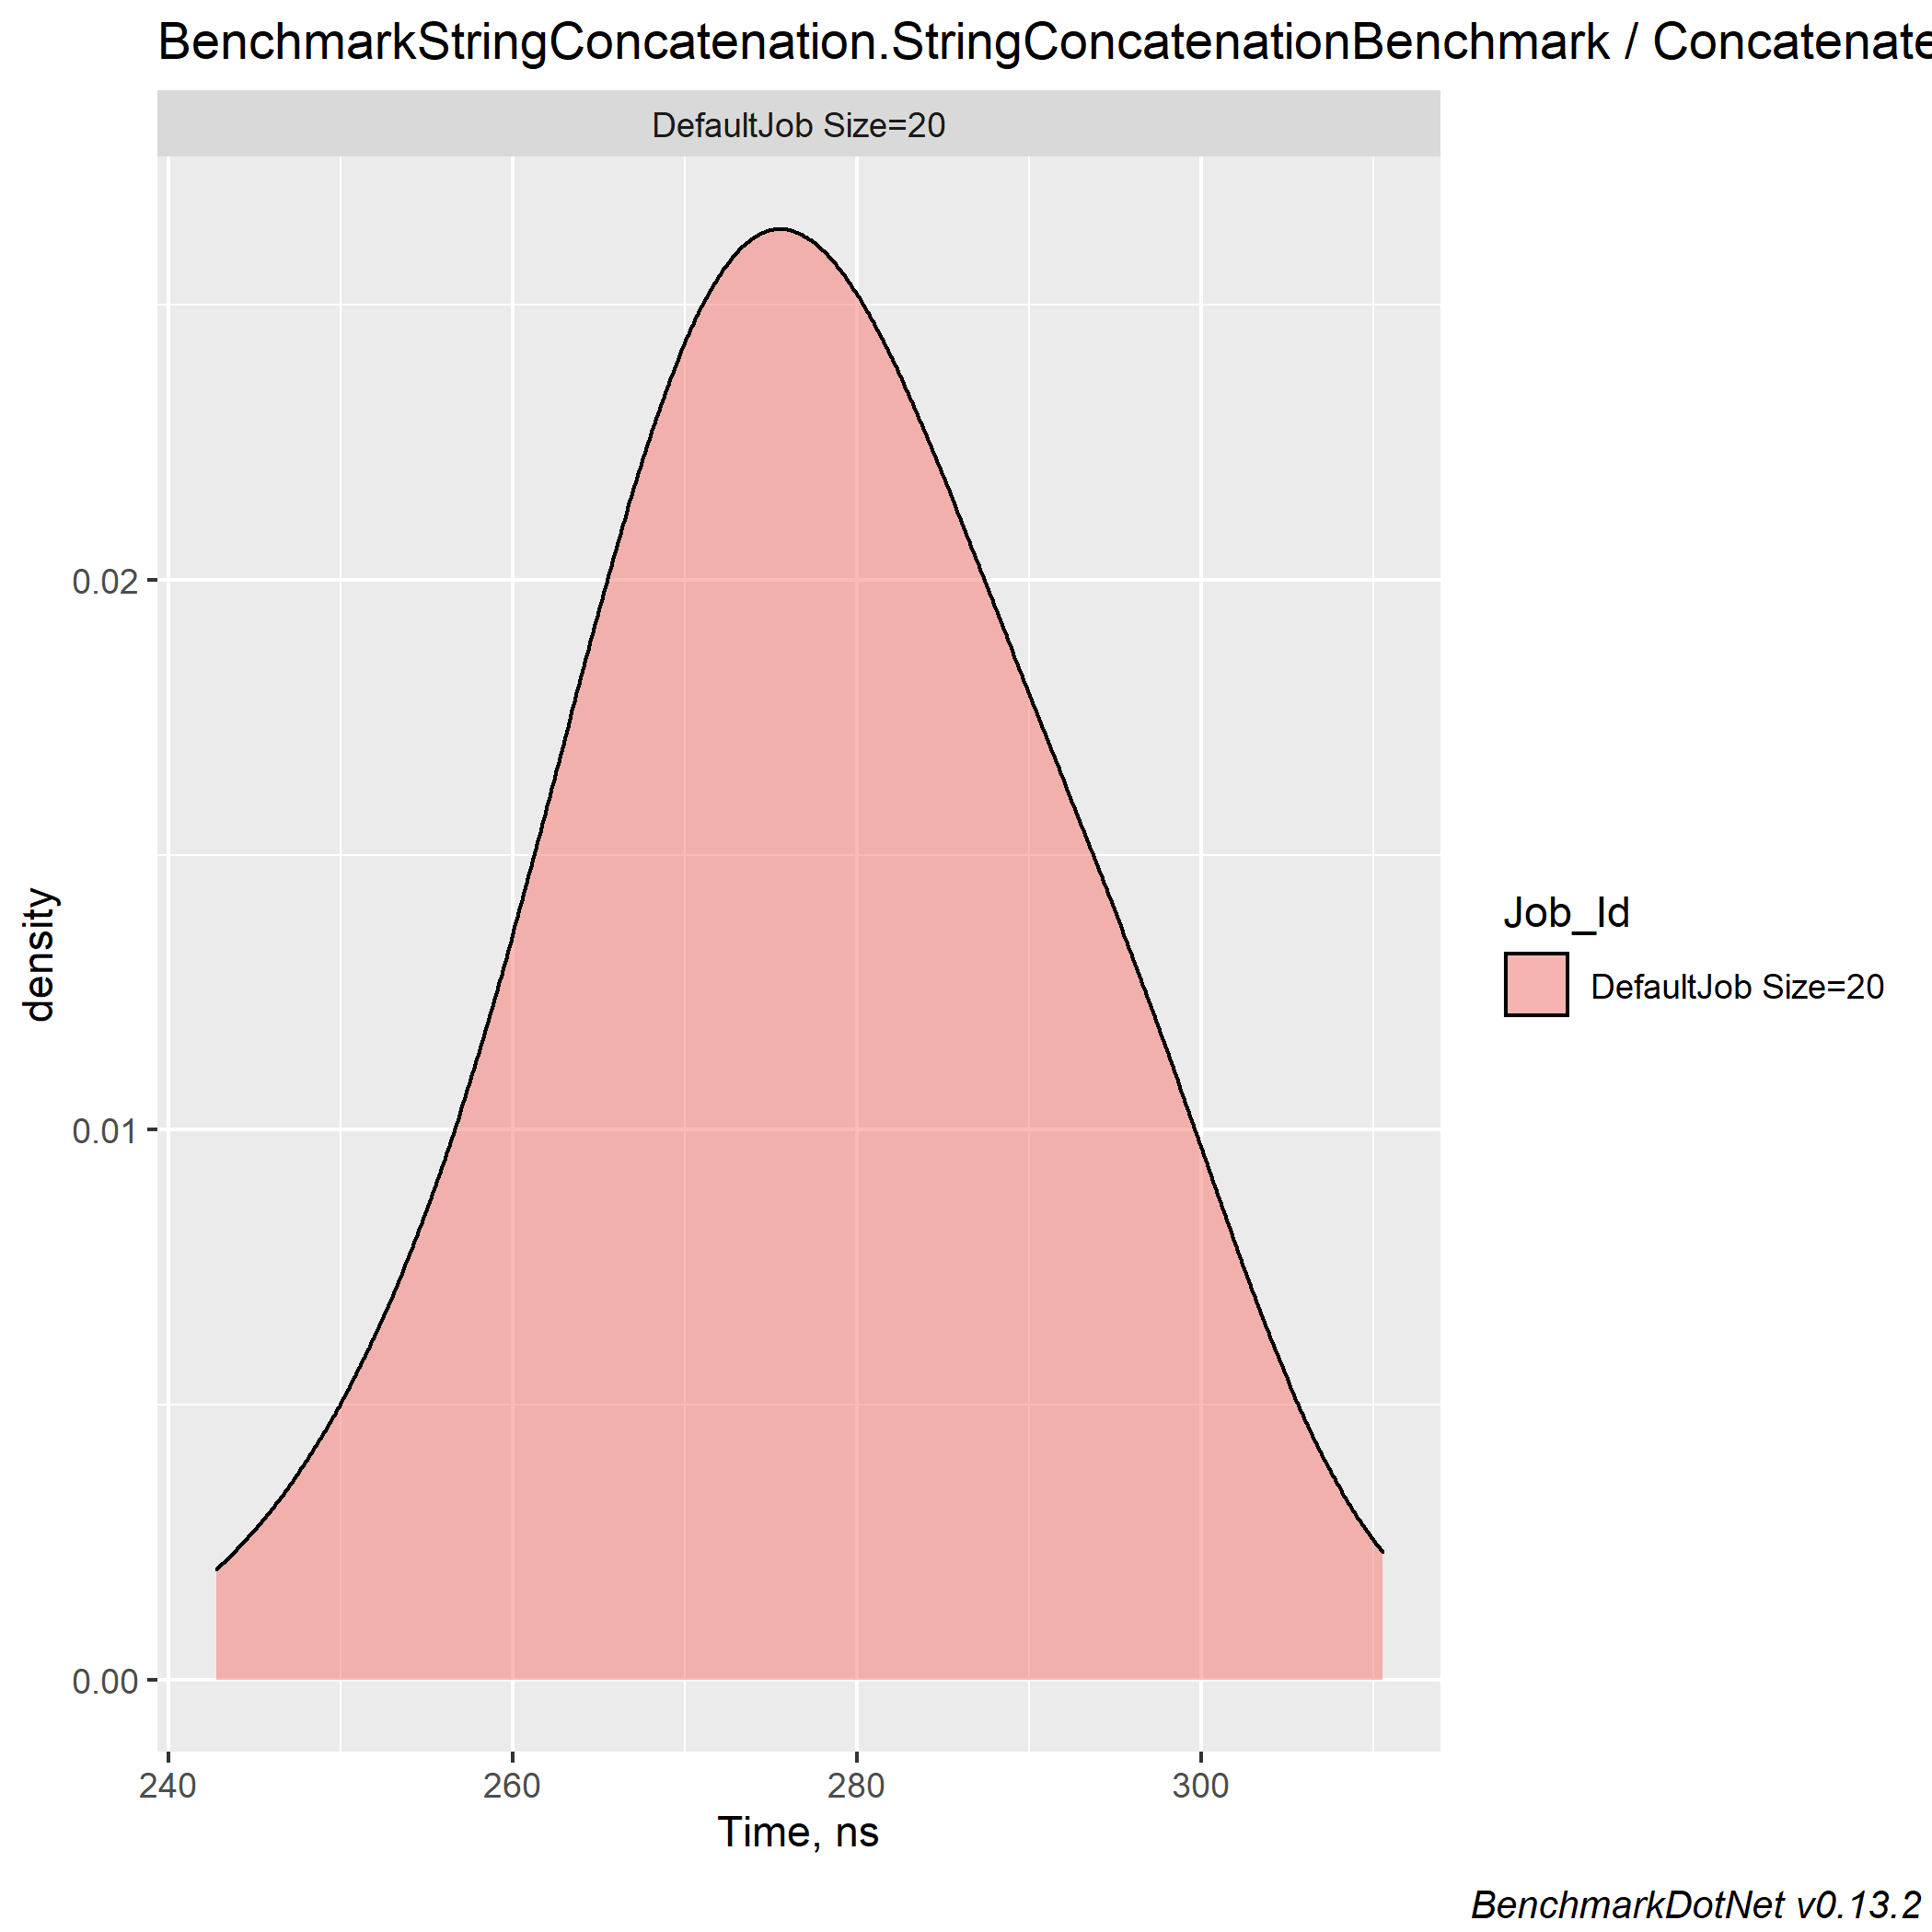 BenchmarkStringConcatenation.StringConcatenationBenchmark / Concatenate
DefaultJob Size=20
0.02
0.01
0.00
density
240 260 280 300
Time, ns
Job_Id
DefaultJob Size=20
BenchmarkDotNet v0.13.2